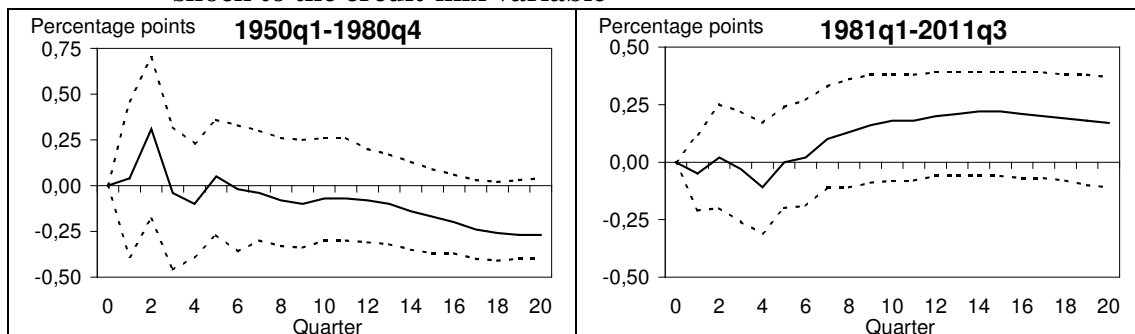 shock to the credit mix variable
Percentage points 1950q1-1980q4
0,75
0,50
0,25
0,00
-0,25
-0,50
0 2 4 6 8 10 12 14 16 18 20
Quarter
Percentage points 1981q1-2011q3
0,50
0,25
0,00
-0,25
-0,50
0 2 4 6 8 10 12 14 16 18 20
Quarter